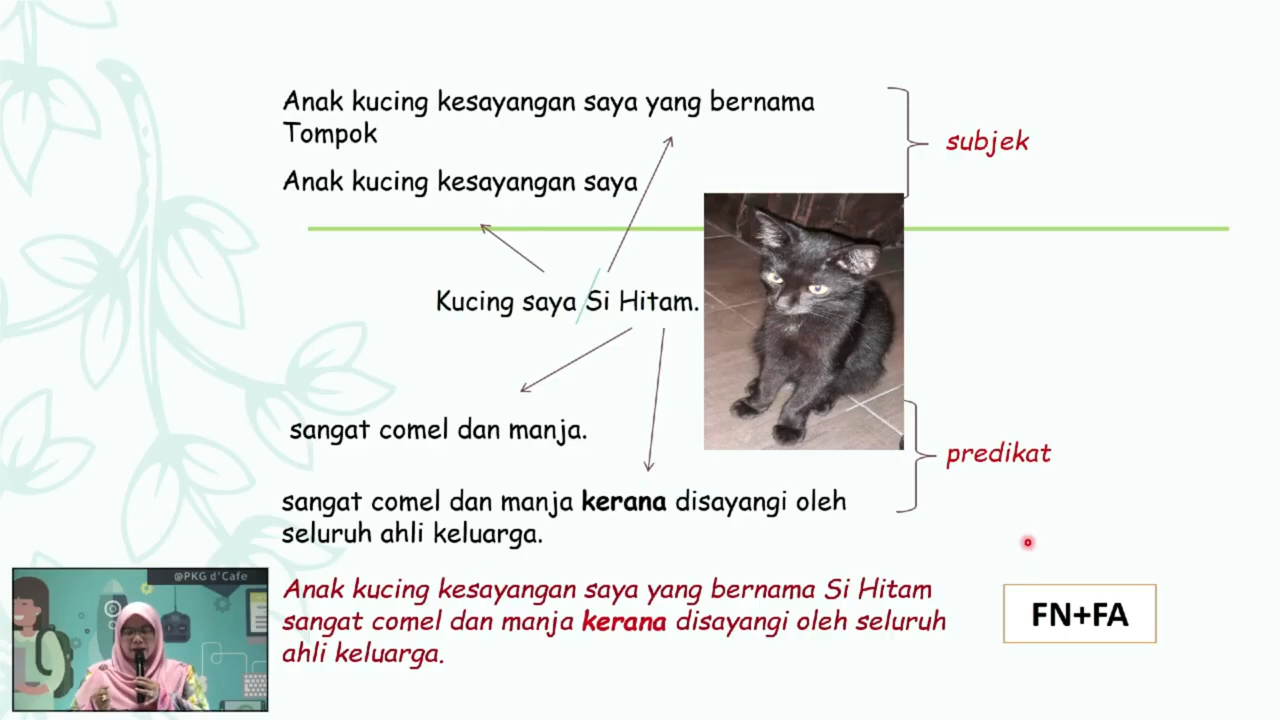 Anak kucing kesayangan saya yang bernama
Tompok
subjek
Anak kucing kesayangan saya
Kucing saya Si Hitam.
sangat comel dan manja.
predikat
sangat comel dan manja kerana disayangi oleh
seluruh ahli keluarga.
@PKG d'Cafe
Anak kucing kesayangan saya yang bernama Si Hitam
sangat comel dan manja kerana disayangi oleh seluruh
ahli keluarga.
FN+FA